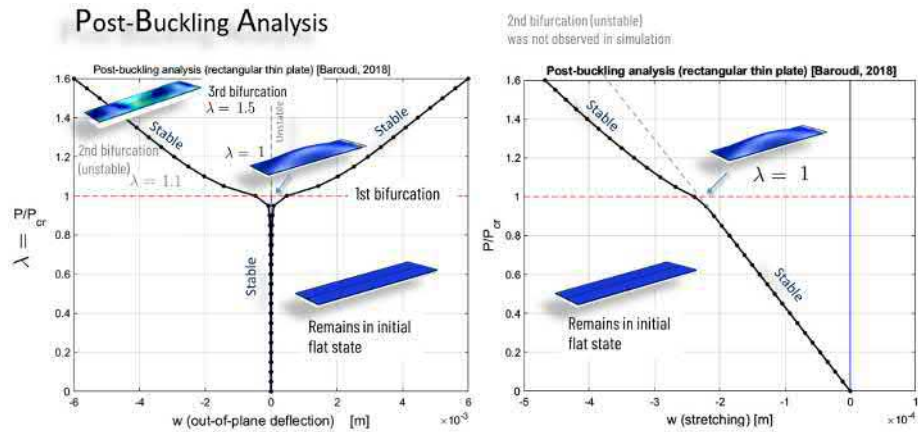 Post-Buckling Analysis
2nd bifurcation (unstable)
was not observed in simulation
Post-buckling analysis (rectangular thin plate) [Baroudi, 2018]
1.6
1.4
1.2
1
0.8
0.6
0.4
0.2
0
λ = P/Pcr
3rd bifurcation
λ = 1.5
Stable
Unstable
Stable
2nd bifurcation
(unstable)
λ = 1.1
λ = 1
1st bifurcation
Stable
Remains in initial
flat state
-6
-4
-2
0
2
4
6
w (out-of-plane deflection) [m]
×10⁻³
Post-buckling analysis (rectangular thin plate) [Baroudi, 2018]
1.6
1.4
1.2
1
0.8
0.6
0.4
0.2
0
P/Pcr
Stable
λ = 1
Stable
Remains in initial
flat state
-5
-4
-3
-2
-1
0
1
w (stretching) [m]
×10⁻⁴